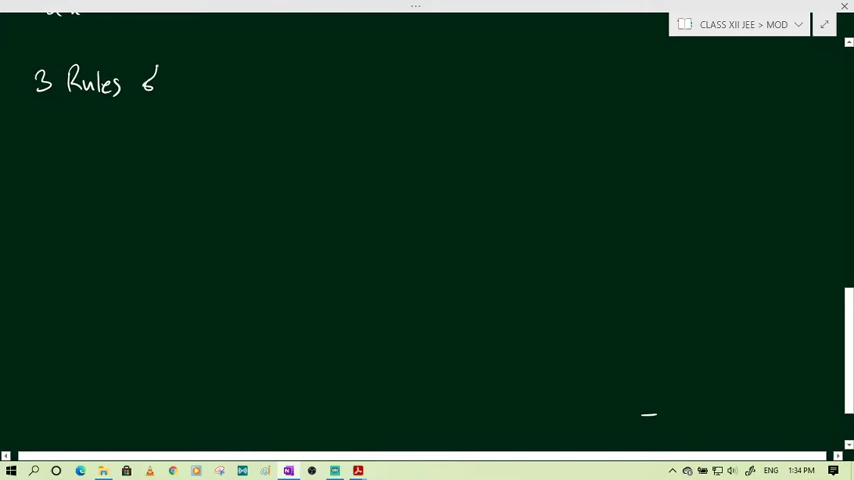 CLASS XII JEE > MOD
3 Rules
ENG
1:34 PM